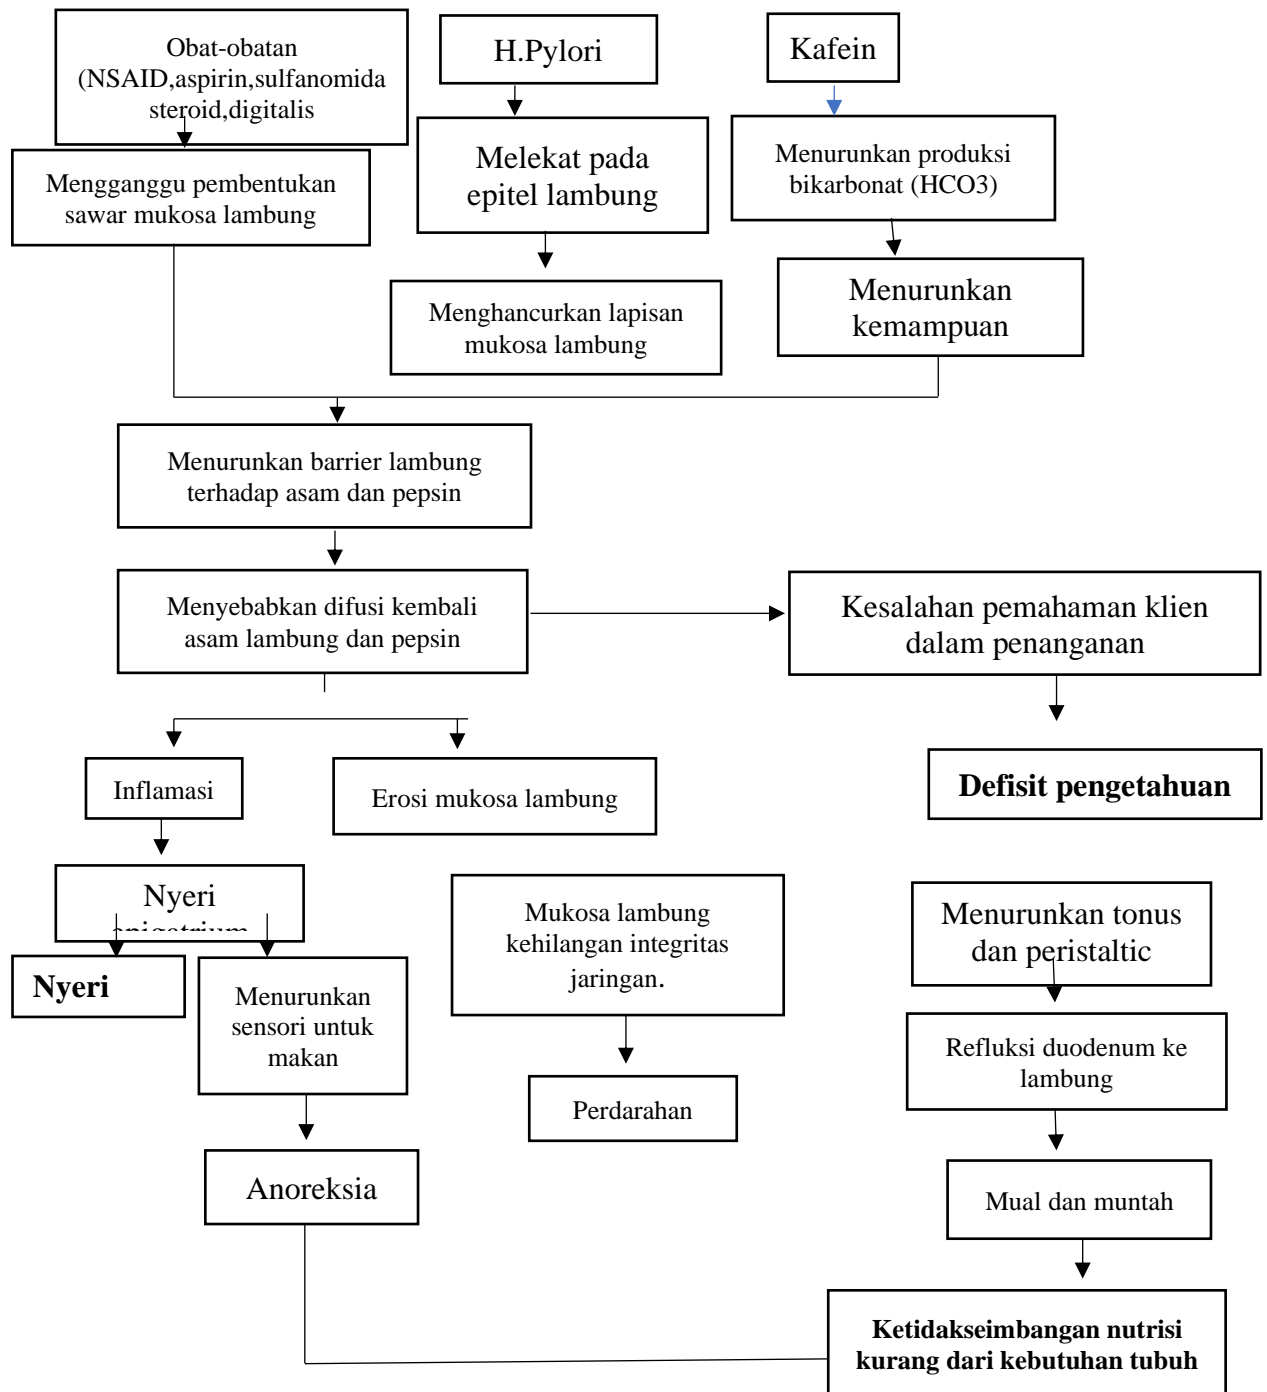 Obat-obatan
(NSAID,aspirin,sulfanomida
steroid,digitalis
H.Pylori
Kafein
Mengganggu pembentukan
sawar mukosa lambung
Melekat pada
epitel lambung
Menurunkan produksi
bikarbonat (HCO3)
Menghancurkan lapisan
mukosa lambung
Menurunkan
kemampuan
Menurunkan barrier lambung
terhadap asam dan pepsin
Menyebabkan difusi kembali
asam lambung dan pepsin
Kesalahan pemahaman klien
dalam penanganan
Inflamasi
Erosi mukosa lambung
Defisit pengetahuan
Nyeri
Nyeri
Menurunkan
sensori untuk
makan
Mukosa lambung
kehilangan integritas
jaringan.
Menurunkan tonus
dan peristaltic
Refluksi duodenum ke
lambung
Perdarahan
Anoreksia
Mual dan muntah
Ketidakseimbangan nutrisi
kurang dari kebutuhan tubuh